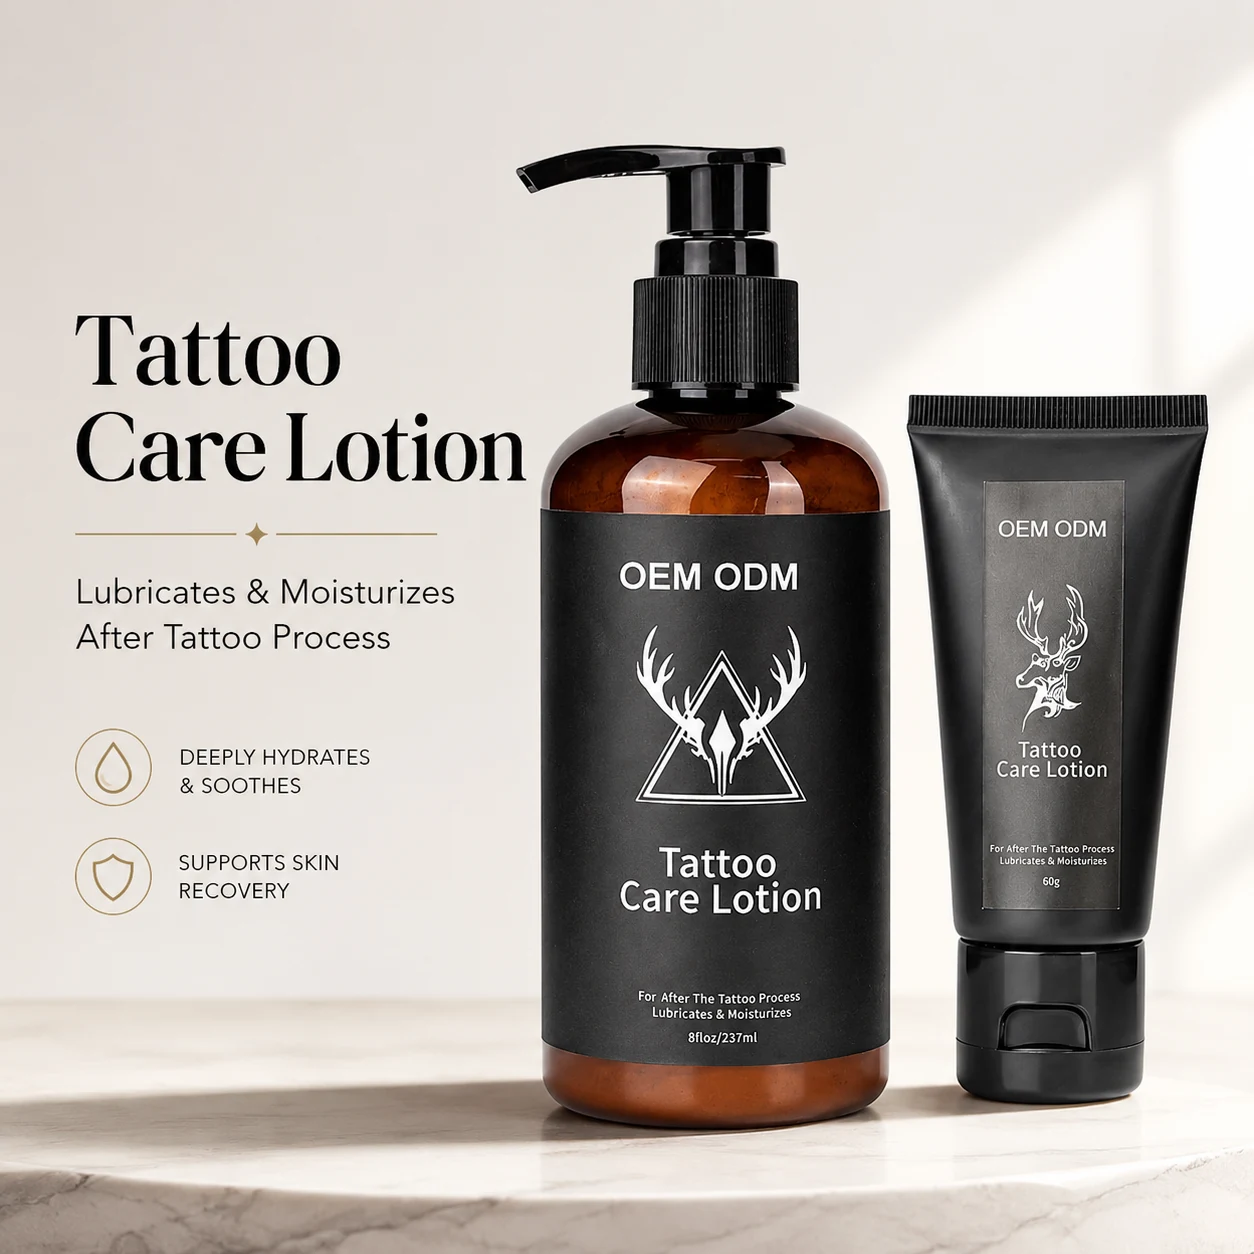 Tattoo
Care Lotion
Lubricates & Moisturizes
After Tattoo Process
DEEPLY HYDRATES
& SOOTHES
SUPPORTS SKIN
RECOVERY
OEM ODM
Tattoo
Care Lotion
For After The Tattoo Process
Lubricates & Moisturizes
8floz/237ml
OEM ODM
Tattoo
Care Lotion
For After The Tattoo Process
Lubricates & Moisturizes
60g